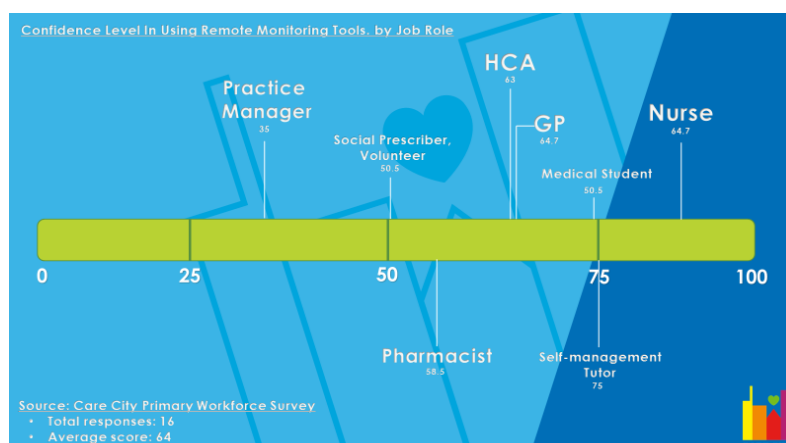 Confidence Level In Using Remote Monitoring Tools, by Job Role
HCA
63
Practice
Manager
35
GP
64.7
Nurse
64.7
Social Prescriber,
Volunteer
50.5
Medical Student
50.5
0
25
50
75
100
Pharmacist
58.5
Self-management
Tutor
75
Source: Care City Primary Workforce Survey
• Total responses: 16
• Average score: 64